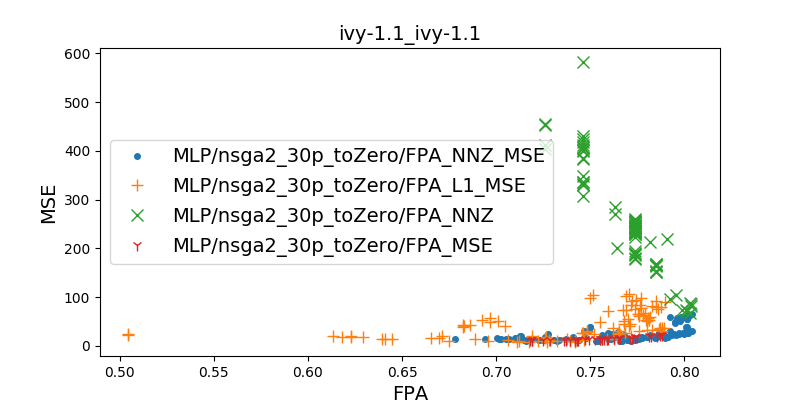 ivy-1.1_ivy-1.1
600
500
400
300
200
100
0
MSE
MLP/nsga2_30p_toZero/FPA_NNZ_MSE
MLP/nsga2_30p_toZero/FPA_L1_MSE
MLP/nsga2_30p_toZero/FPA_NNZ
MLP/nsga2_30p_toZero/FPA_MSE
0.50 0.55 0.60 0.65 0.70 0.75 0.80
FPA